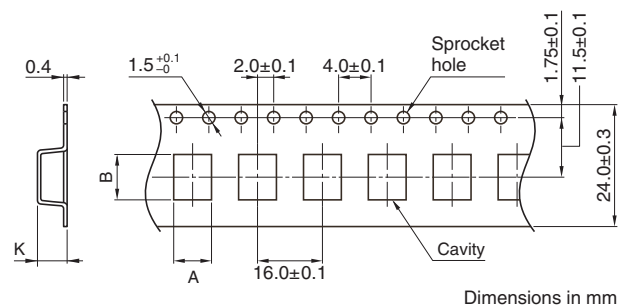 0.4
1.5 +0.1 −0
2.0±0.1
4.0±0.1
Sprocket
hole
1.75±0.1
11.5±0.1
24.0±0.3
B
K
A
16.0±0.1
Cavity
Dimensions in mm